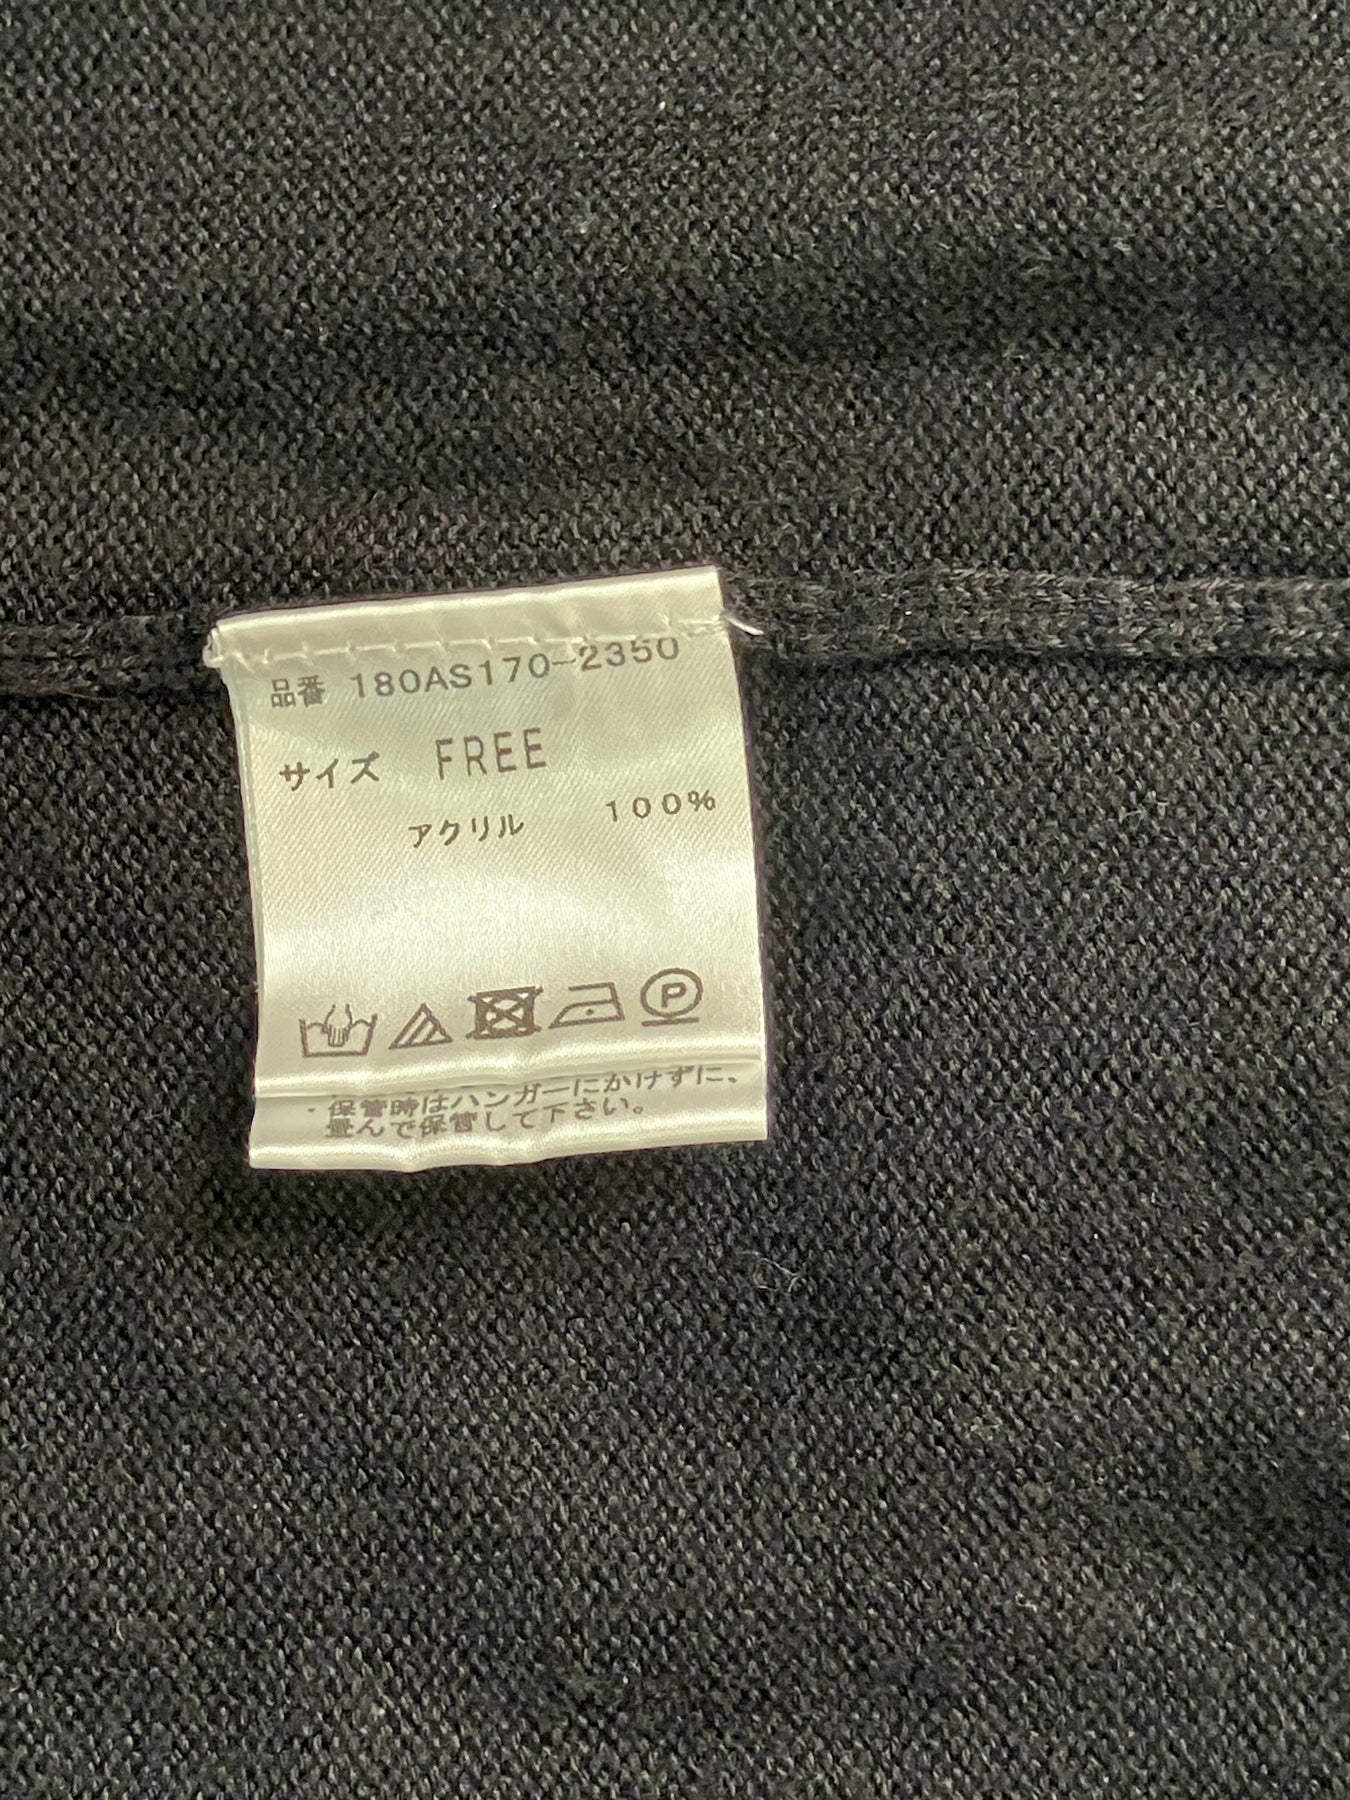 品番 180AS170-2350
サイズ FREE
アクリル 100%
P
・保管時はハンガーにかけずに、
畳んで保管して下さい。